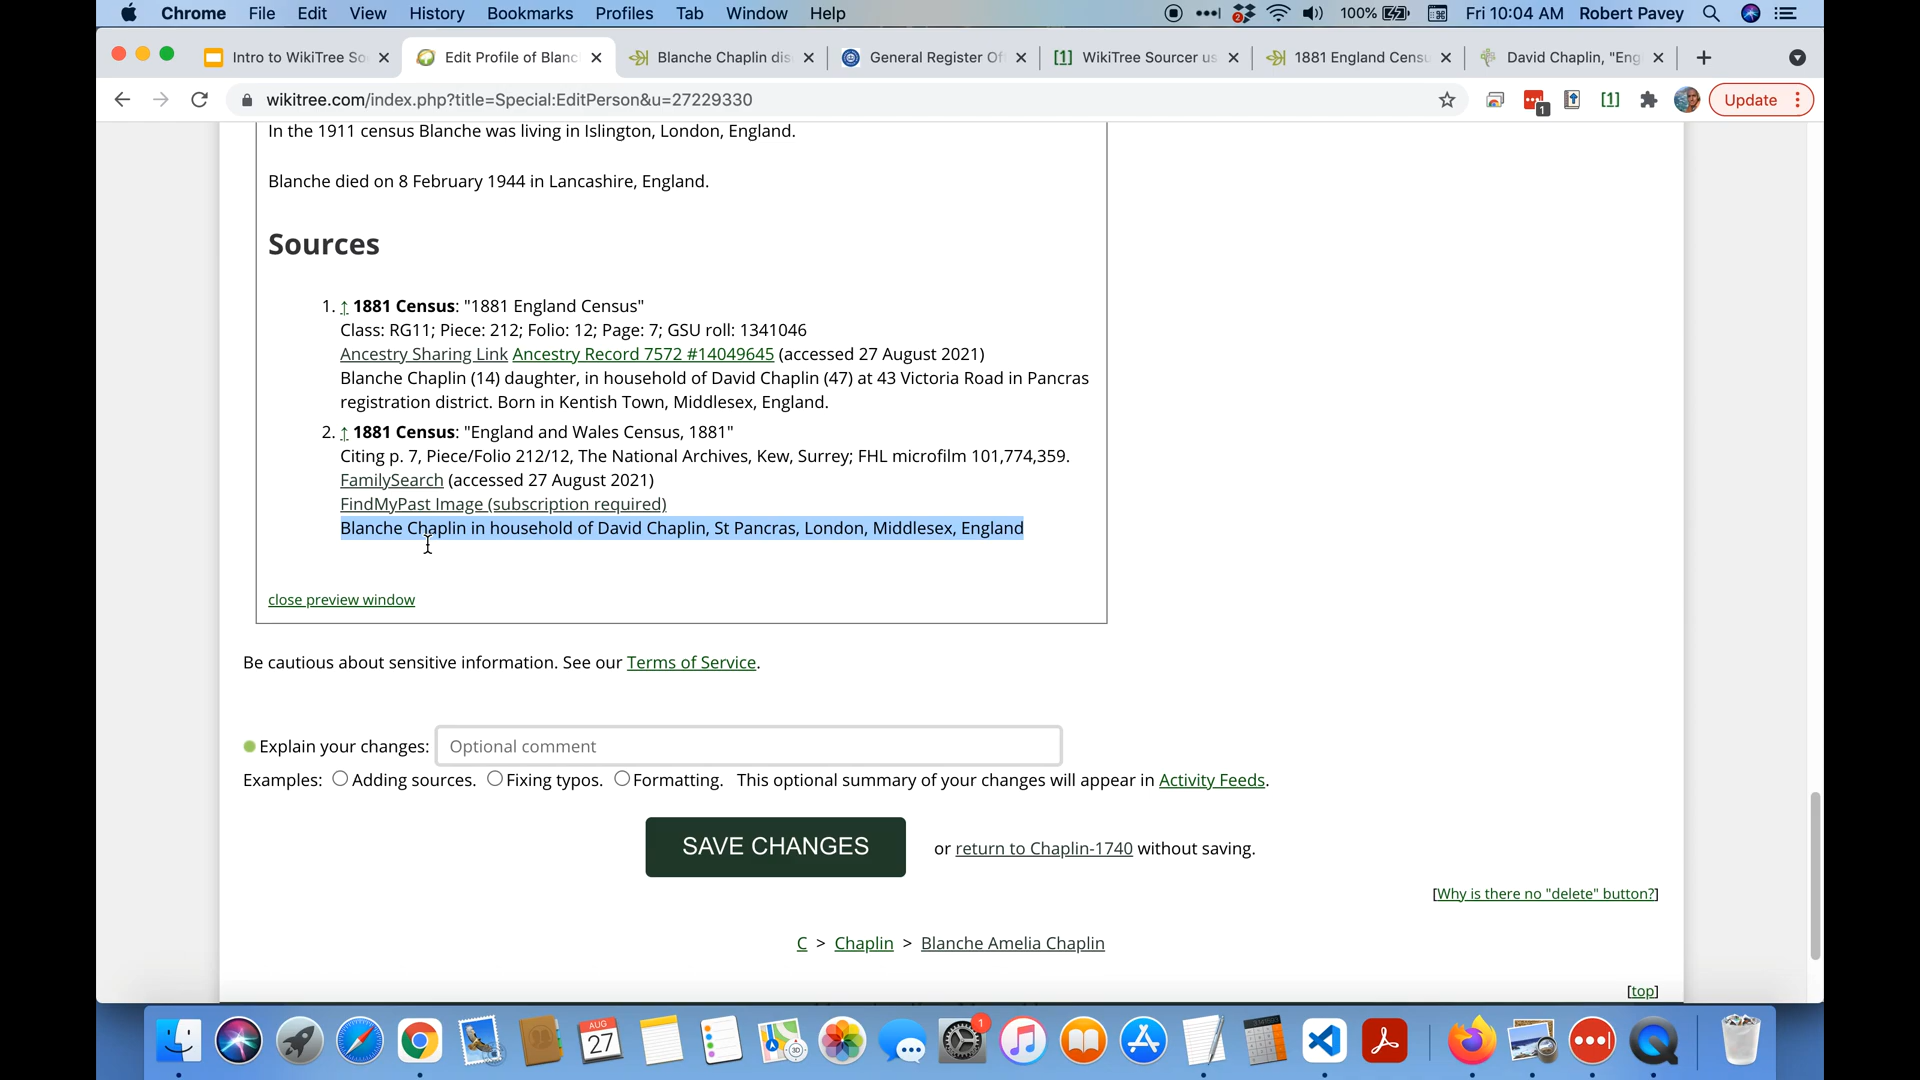 Chrome File Edit View History Bookmarks Profiles Tab Window Help 100% Fri 10:04 AM Robert Pavey
Intro to WikiTree So Edit Profile of Blanc Blanche Chaplin dis General Register Of [1] WikiTree Sourcer us 1881 England Censu David Chaplin, "Eng
wikitree.com/index.php?title=Special:EditPerson&u=27229330 1 [1] Update
In the 1911 census Blanche was living in Islington, London, England.
Blanche died on 8 February 1944 in Lancashire, England.
Sources
1. ↑ 1881 Census: "1881 England Census"
Class: RG11; Piece: 212; Folio: 12; Page: 7; GSU roll: 1341046
Ancestry Sharing Link Ancestry Record 7572 #14049645 (accessed 27 August 2021)
Blanche Chaplin (14) daughter, in household of David Chaplin (47) at 43 Victoria Road in Pancras
registration district. Born in Kentish Town, Middlesex, England.
2. ↑ 1881 Census: "England and Wales Census, 1881"
Citing p. 7, Piece/Folio 212/12, The National Archives, Kew, Surrey; FHL microfilm 101,774,359.
FamilySearch (accessed 27 August 2021)
FindMyPast Image (subscription required)
Blanche Chaplin in household of David Chaplin, St Pancras, London, Middlesex, England
close preview window
Be cautious about sensitive information. See our Terms of Service.
Explain your changes: Optional comment
Examples: Adding sources. Fixing typos. Formatting. This optional summary of your changes will appear in Activity Feeds.
SAVE CHANGES or return to Chaplin-1740 without saving.
[Why is there no "delete" button?]
C > Chaplin > Blanche Amelia Chaplin
[top]
AUG
27
3D
1